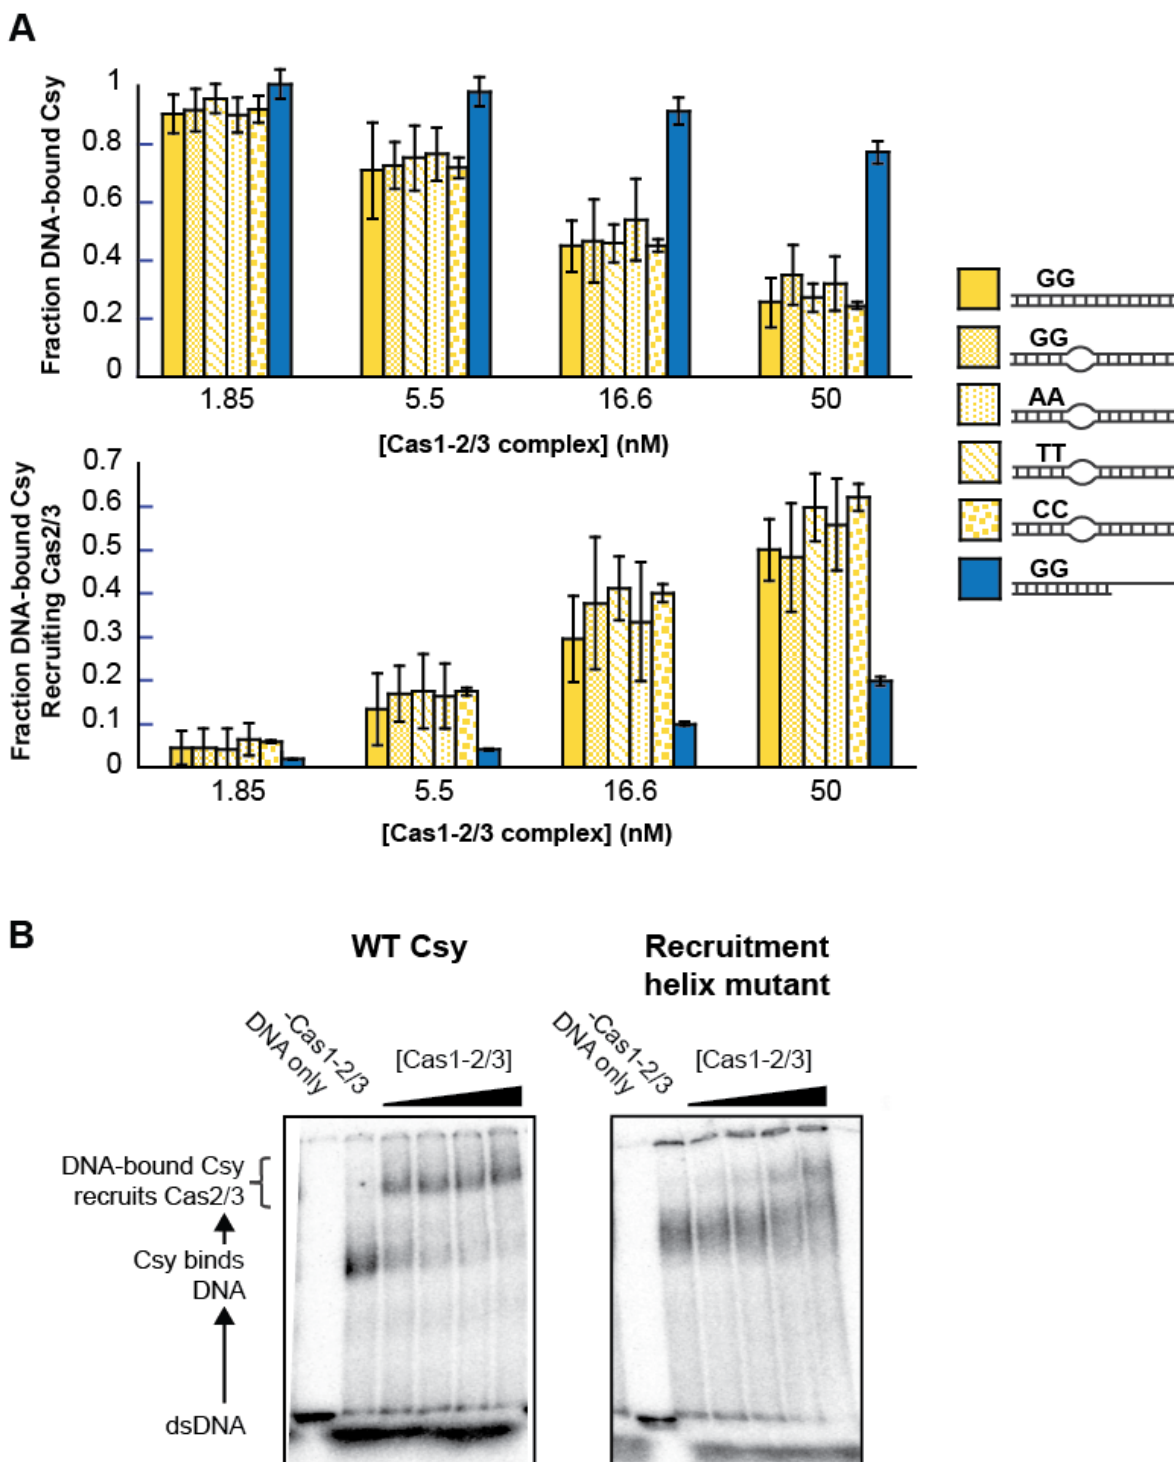 A
Fraction DNA-bound Csy
1
0.8
0.6
0.4
0.2
0
1.85
5.5
16.6
50
[Cas1-2/3 complex] (nM)
GG
GG
AA
TT
CC
GG
Fraction DNA-bound Csy
Recruiting Cas2/3
0.7
0.6
0.5
0.4
0.3
0.2
0.1
0
1.85
5.5
16.6
50
[Cas1-2/3 complex] (nM)
B
WT Csy
-Cas1-2/3
DNA only
[Cas1-2/3]
Recruitment
helix mutant
-Cas1-2/3
DNA only
[Cas1-2/3]
DNA-bound Csy
recruits Cas2/3
Csy binds
DNA
dsDNA